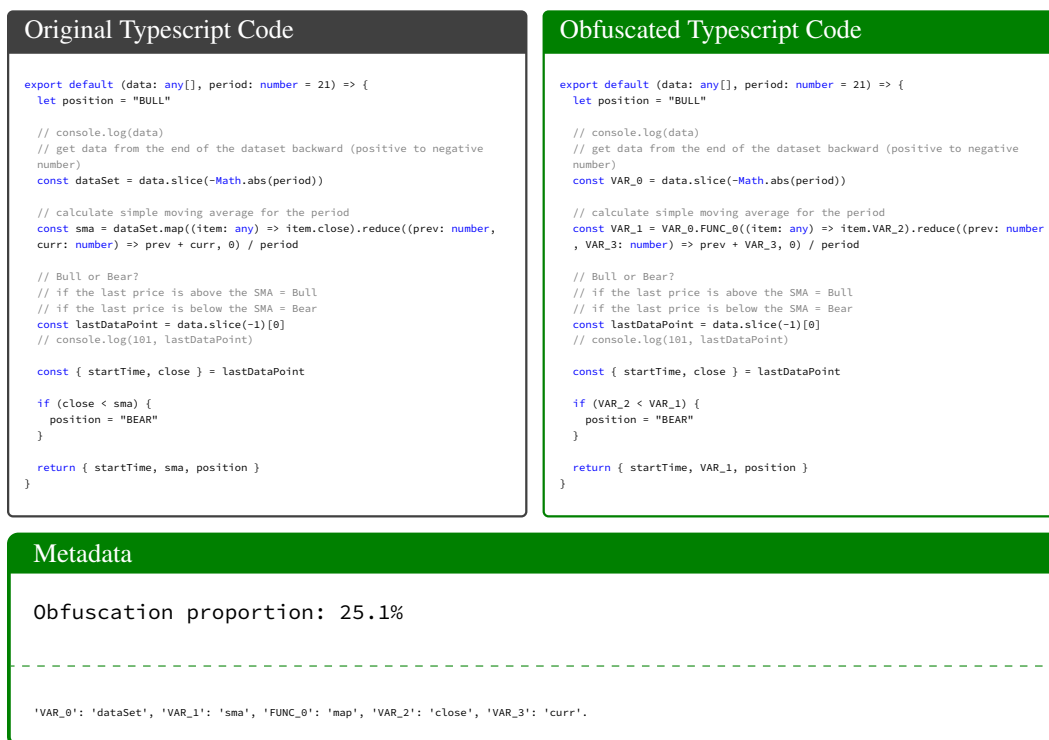 Original Typescript Code
export default (data: any[], period: number = 21) => {
  let position = "BULL"
  // console.log(data)
  // get data from the end of the dataset backward (positive to negative
  number)
  const dataSet = data.slice(-Math.abs(period))
  // calculate simple moving average for the period
  const sma = dataSet.map((item: any) => item.close).reduce((prev: number,
  curr: number) => prev + curr, 0) / period
  // Bull or Bear?
  // if the last price is above the SMA = Bull
  // if the last price is below the SMA = Bear
  const lastDataPoint = data.slice(-1)[0]
  // console.log(101, lastDataPoint)
  const { startTime, close } = lastDataPoint
  if (close < sma) {
    position = "BEAR"
  }
  return { startTime, sma, position }
}
Obfuscated Typescript Code
export default (data: any[], period: number = 21) => {
  let position = "BULL"
  // console.log(data)
  // get data from the end of the dataset backward (positive to negative
  number)
  const VAR_0 = data.slice(-Math.abs(period))
  // calculate simple moving average for the period
  const VAR_1 = VAR_0.FUNC_0((item: any) => item.VAR_2).reduce((prev: number
  , VAR_3: number) => prev + VAR_3, 0) / period
  // Bull or Bear?
  // if the last price is above the SMA = Bull
  // if the last price is below the SMA = Bear
  const lastDataPoint = data.slice(-1)[0]
  // console.log(101, lastDataPoint)
  const { startTime, close } = lastDataPoint
  if (VAR_2 < VAR_1) {
    position = "BEAR"
  }
  return { startTime, VAR_1, position }
}
Metadata
Obfuscation proportion: 25.1%
'VAR_0': 'dataSet', 'VAR_1': 'sma', 'FUNC_0': 'map', 'VAR_2': 'close', 'VAR_3': 'curr'.